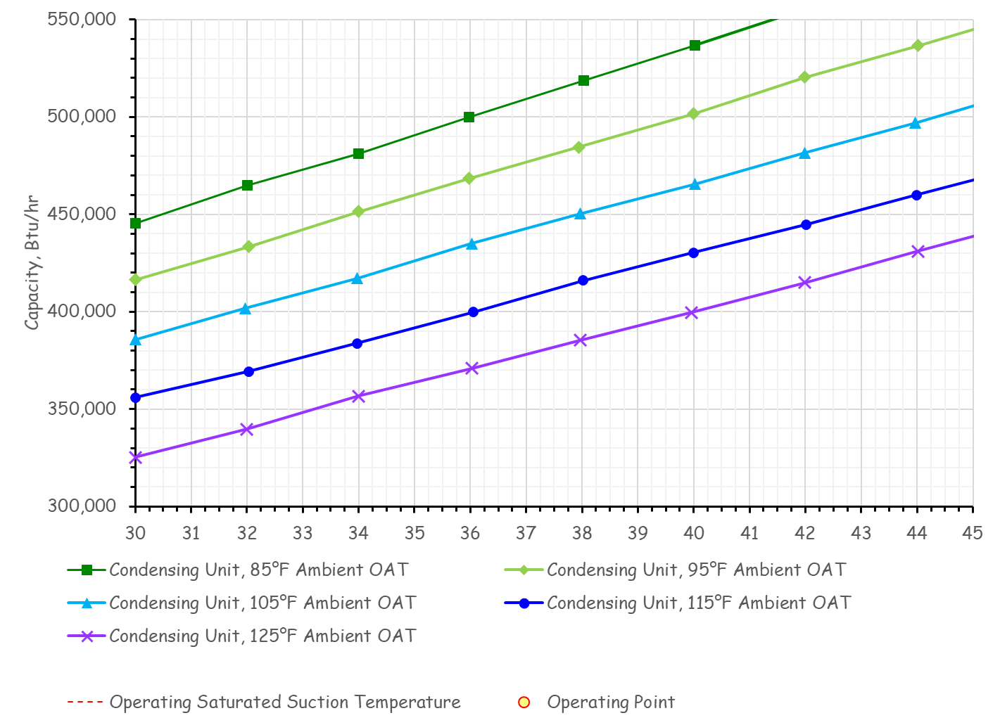 550,000
500,000
450,000
400,000
350,000
300,000
Capacity, Btu/hr
30 31 32 33 34 35 36 37 38 39 40 41 42 43 44 45
Condensing Unit, 85°F Ambient OAT
Condensing Unit, 95°F Ambient OAT
Condensing Unit, 105°F Ambient OAT
Condensing Unit, 115°F Ambient OAT
Condensing Unit, 125°F Ambient OAT
Operating Saturated Suction Temperature
Operating Point